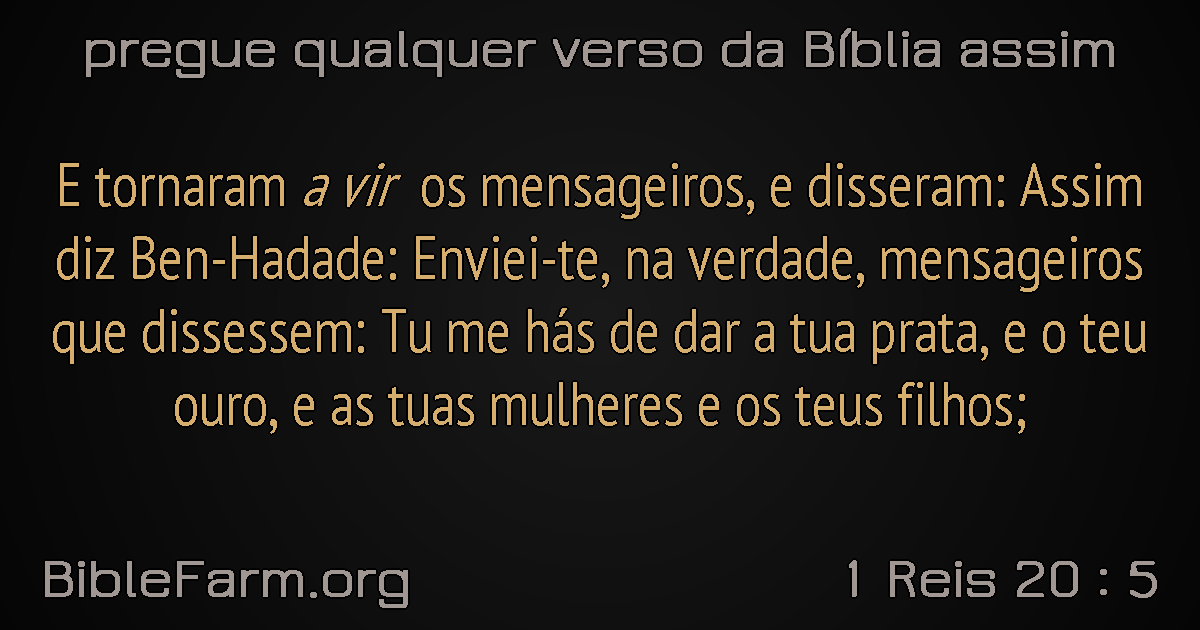 pregue qualquer verso da Bíblia assim
E tornaram a vir os mensageiros, e disseram: Assim
diz Ben-Hadade: Enviei-te, na verdade, mensageiros
que dissessem: Tu me hás de dar a tua prata, e o teu
ouro, e as tuas mulheres e os teus filhos;
BibleFarm.org
1 Reis 20 : 5